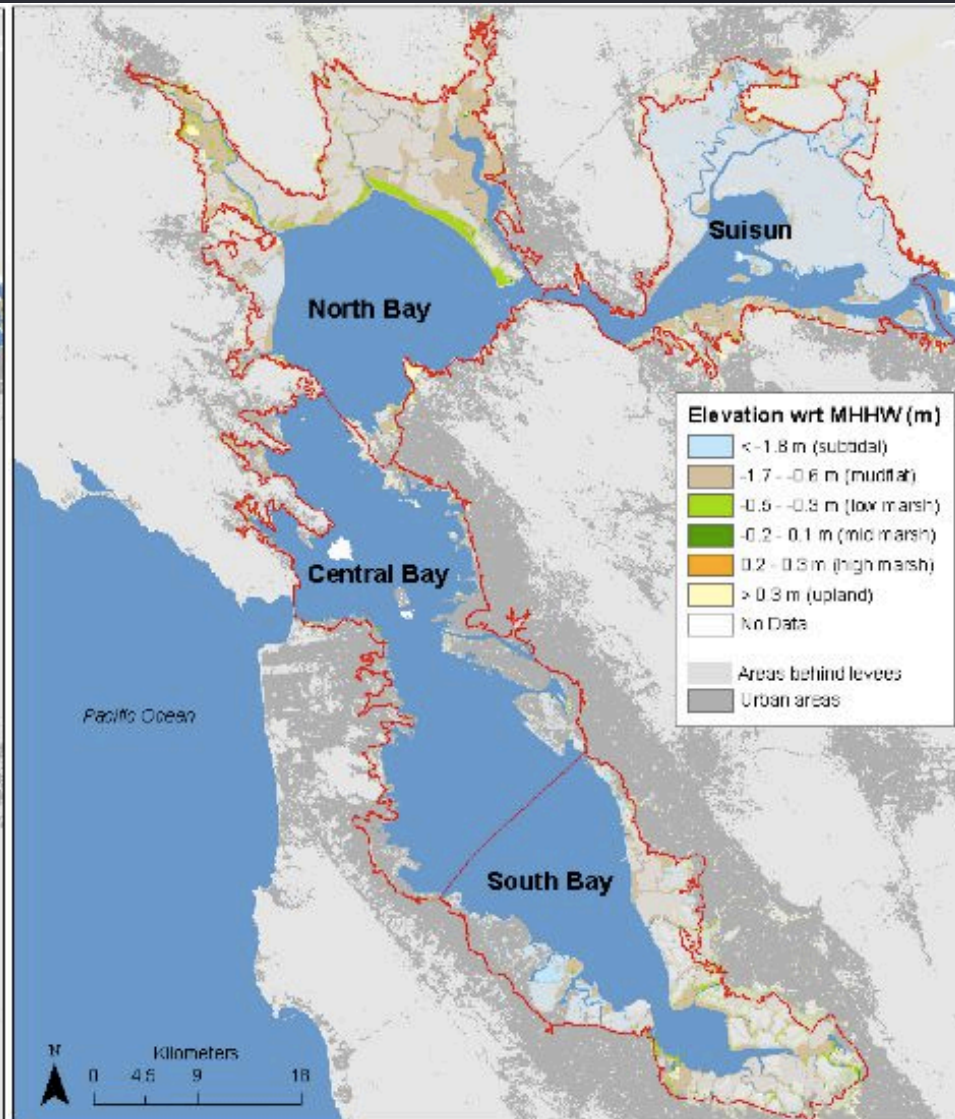 Suisun
North Bay
Elevation wrt MHHW (m)
< -1.8 m (subtidal)
-1.7 - -0.6 m (mudflat)
-0.5 - -0.3 m (low marsh)
-0.2 - 0.1 m (mid marsh)
0.2 - 0.3 m (high marsh)
> 0.3 m (upland)
No Data
Areas behind levees
Urban areas
Central Bay
Pacific Ocean
South Bay
N
Kilometers
0 4.5 9 18